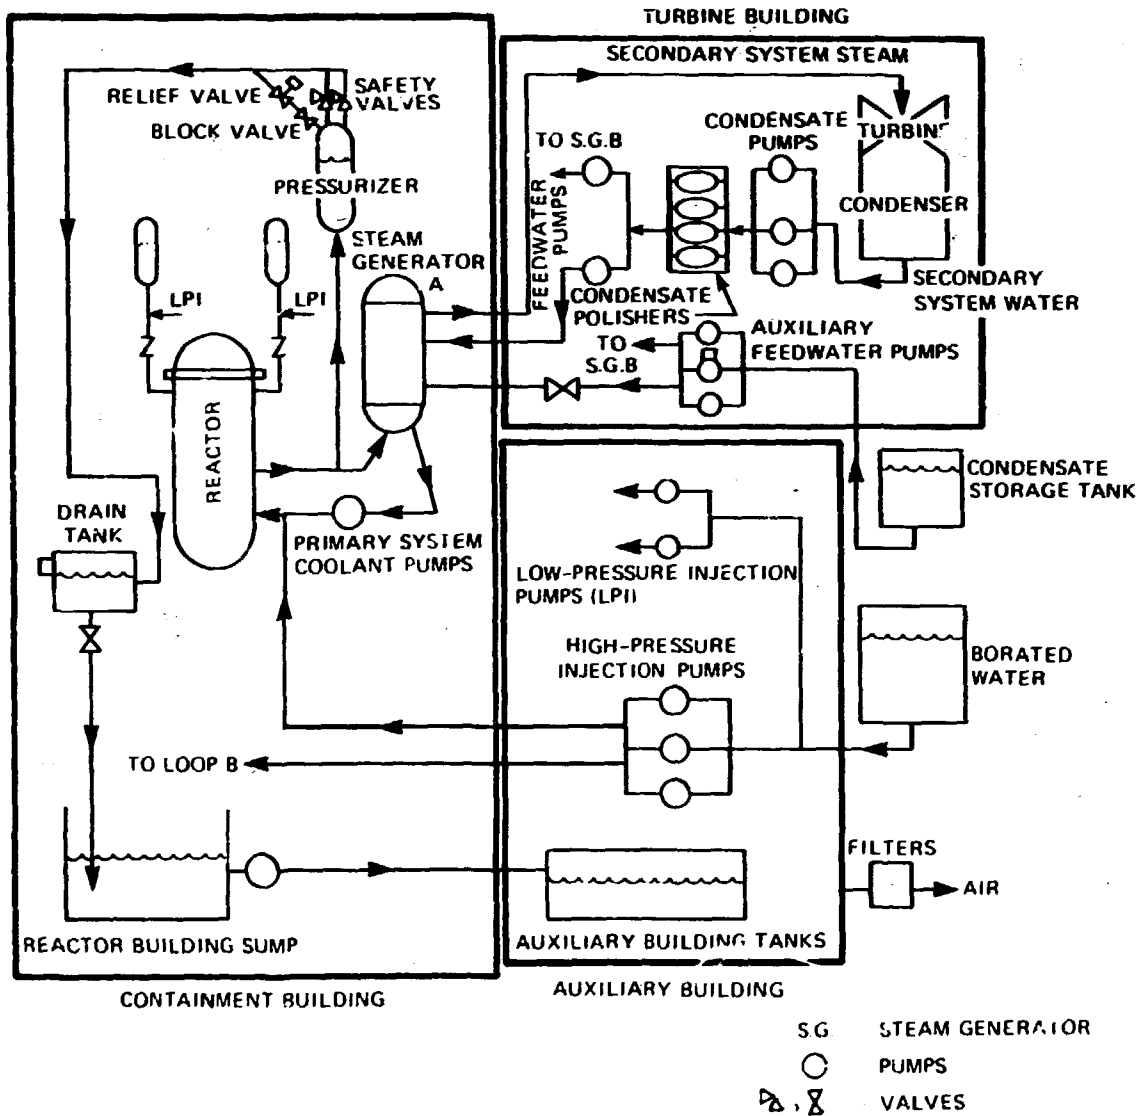 TURBINE BUILDING
SECONDARY SYSTEM STEAM
RELIEF VALVE
SAFETY
VALVES
BLOCK VALVE
PRESSURIZER
TO S.G.B
FEEDWATER
PUMPS
CONDENSATE
PUMPS
TURBINE
CONDENSER
STEAM
GENERATOR
A
CONDENSATE
POLISHERS
SECONDARY
SYSTEM WATER
LPI
LPI
TO
S.G.B
AUXILIARY
FEEDWATER PUMPS
REACTOR
CONDENSATE
STORAGE TANK
DRAIN
TANK
PRIMARY SYSTEM
COOLANT PUMPS
LOW-PRESSURE INJECTION
PUMPS (LPI)
HIGH-PRESSURE
INJECTION PUMPS
BORATED
WATER
TO LOOP B
FILTERS
AIR
REACTOR BUILDING SUMP
AUXILIARY BUILDING TANKS
CONTAINMENT BUILDING
AUXILIARY BUILDING
S.G. STEAM GENERATOR
PUMPS
, VALVES